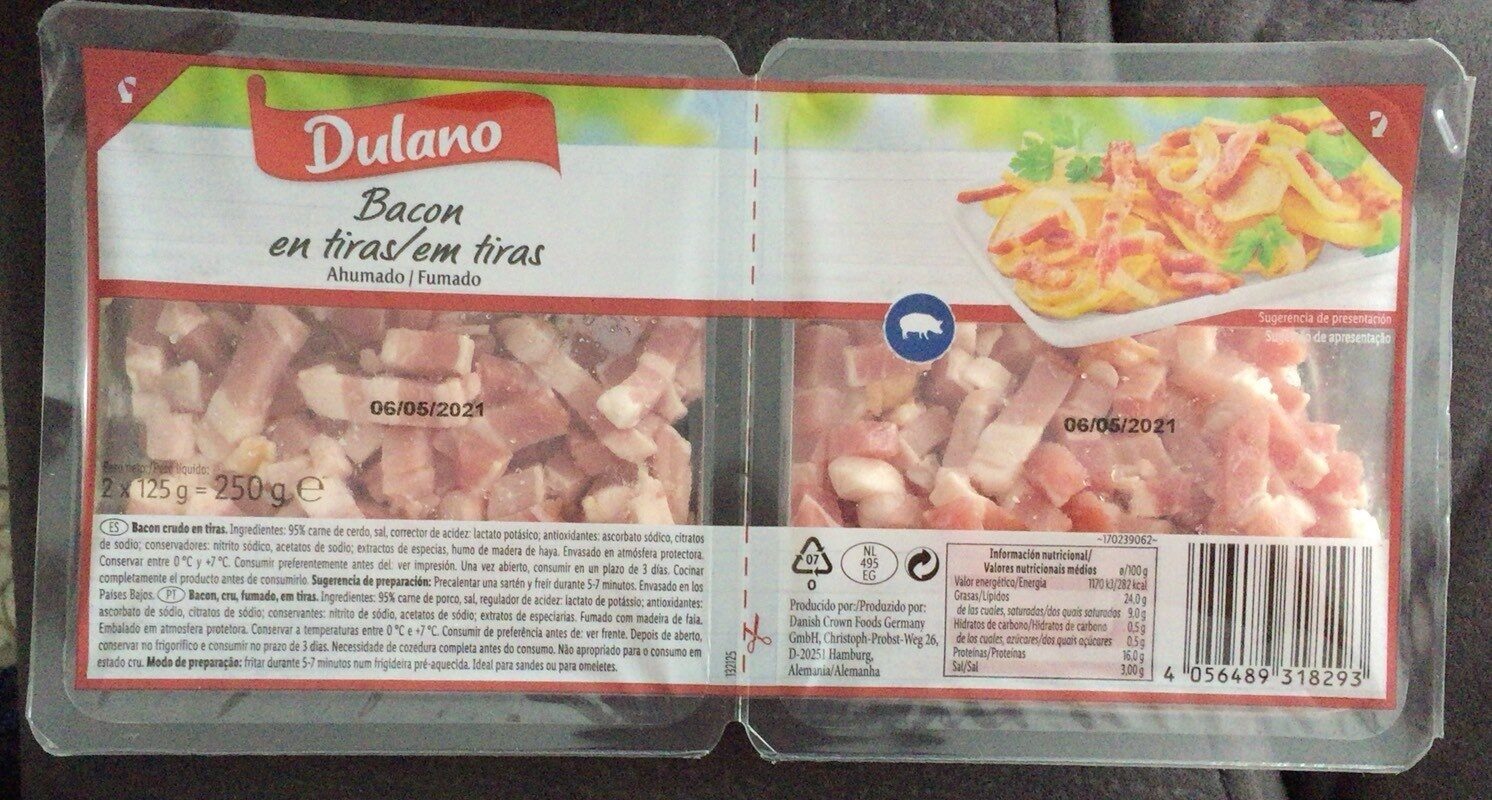 Dulano
Bacon
en tiras/em tiras
Ahumado / Fumado
Sugerencia de presentación
de apresentação
06/05/2021
06/05/2021
Peso neto:/Peso líquido:
2 x 125 g = 250 g e
ES Bacon crudo en tiras. Ingredientes: 95% carne de cerdo, sal, corrector de acidez: lactato potásico; antioxidantes: ascorbato sódico, citratos
de sodio; conservadores: nitrito sódico, acetatos de sodio; extractos de especias, humo de madera de haya. Envasado en atmósfera protectora.
Conservar entre 0 °C y +7 °C. Consumir preferentemente antes del: ver impresión. Una vez abierto, consumir en un plazo de 3 días. Cocinar
completamente el producto antes de consumirlo. Sugerencia de preparación: Precalentar una sartén y freír durante 5-7 minutos. Envasado en los
Países Bajos. PT Bacon, cru, fumado, em tiras. Ingredientes: 95% carne de porco, sal, regulador de acidez: lactato de potássio; antioxidantes:
ascorbato de sódio, citratos de sódio; conservantes: nitrito de sódio, acetatos de sódio; extratos de especiarias. Fumado com madeira de faia.
Embalado em atmosfera protetora. Conservar a temperaturas entre 0 °C e +7 °C. Consumir de preferência antes de: ver frente. Depois de aberto,
conservar no frigorífico e consumir no prazo de 3 dias. Necessidade de cozedura completa antes do consumo. Não apropriado para o consumo em
estado cru. Modo de preparação: fritar durante 5-7 minutos num frigideira pré-aquecida. Ideal para sandes ou para omeletes.
132125
07
O
NL
495
EG
Producido por:/Produzido por:
Danish Crown Foods Germany
GmbH, Christoph-Probst-Weg 26,
D-20251 Hamburg,
Alemania/Alemanha
~170239062~
Información nutricional/
Valores nutricionais médios ø/100 g
Valor energético/Energia 1170 kJ/282 kcal
Grasas/Lípidos 24,0 g
de las cuales, saturadas/dos quais saturados 9,0 g
Hidratos de carbono/Hidratos de carbono 0,5 g
de los cuales, azúcares/dos quais açúcares 0,5 g
Proteínas/Proteínas 16,0 g
Sal/Sal 3,00 g
4 056489 318293